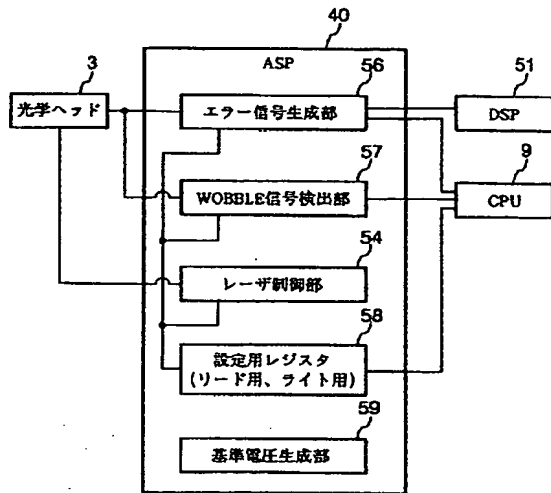 40
3
ASP
56
51
光学ヘッド
エラー信号生成部
DSP
57
9
WOBBLE信号検出部
CPU
54
レーザ制御部
58
設定用レジスタ
(リード用、ライト用)
59
基準電圧生成部